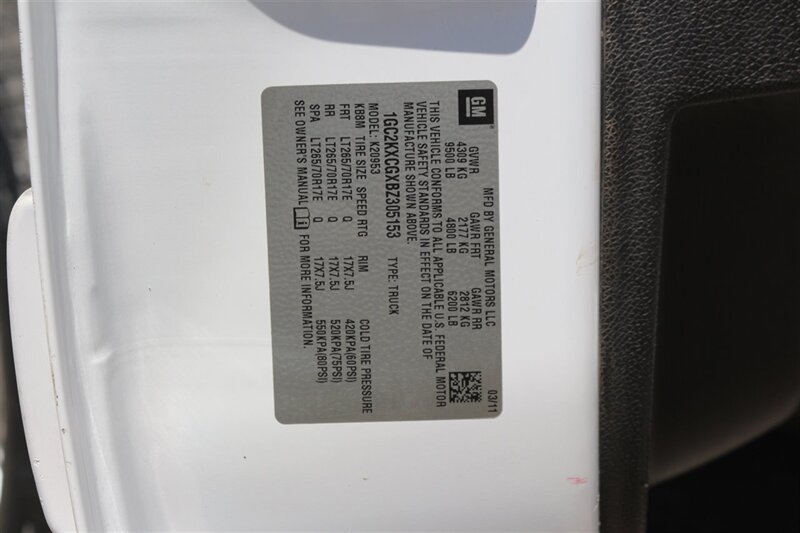 GM ® MFD BY GENERAL MOTORS LLC 03/11
GVWR GAWR FRT GAWR RR
4309 KG 2177 KG 2812 KG
9500 LB 4800 LB 6200 LB
THIS VEHICLE CONFORMS TO ALL APPLICABLE U.S. FEDERAL MOTOR
VEHICLE SAFETY STANDARDS IN EFFECT ON THE DATE OF
MANUFACTURE SHOWN ABOVE.
1GC2KXCGXBZ305153 TYPE: TRUCK
MODEL: K20953
KB8M TIRE SIZE SPEED RTG RIM COLD TIRE PRESSURE
FRT LT265/70R17E Q 17X7.5J 420KPA(60PSI)
RR LT265/70R17E Q 17X7.5J 520KPA(75PSI)
SPA LT265/70R17E Q 17X7.5J 550KPA(80PSI)
SEE OWNER'S MANUAL FOR MORE INFORMATION.